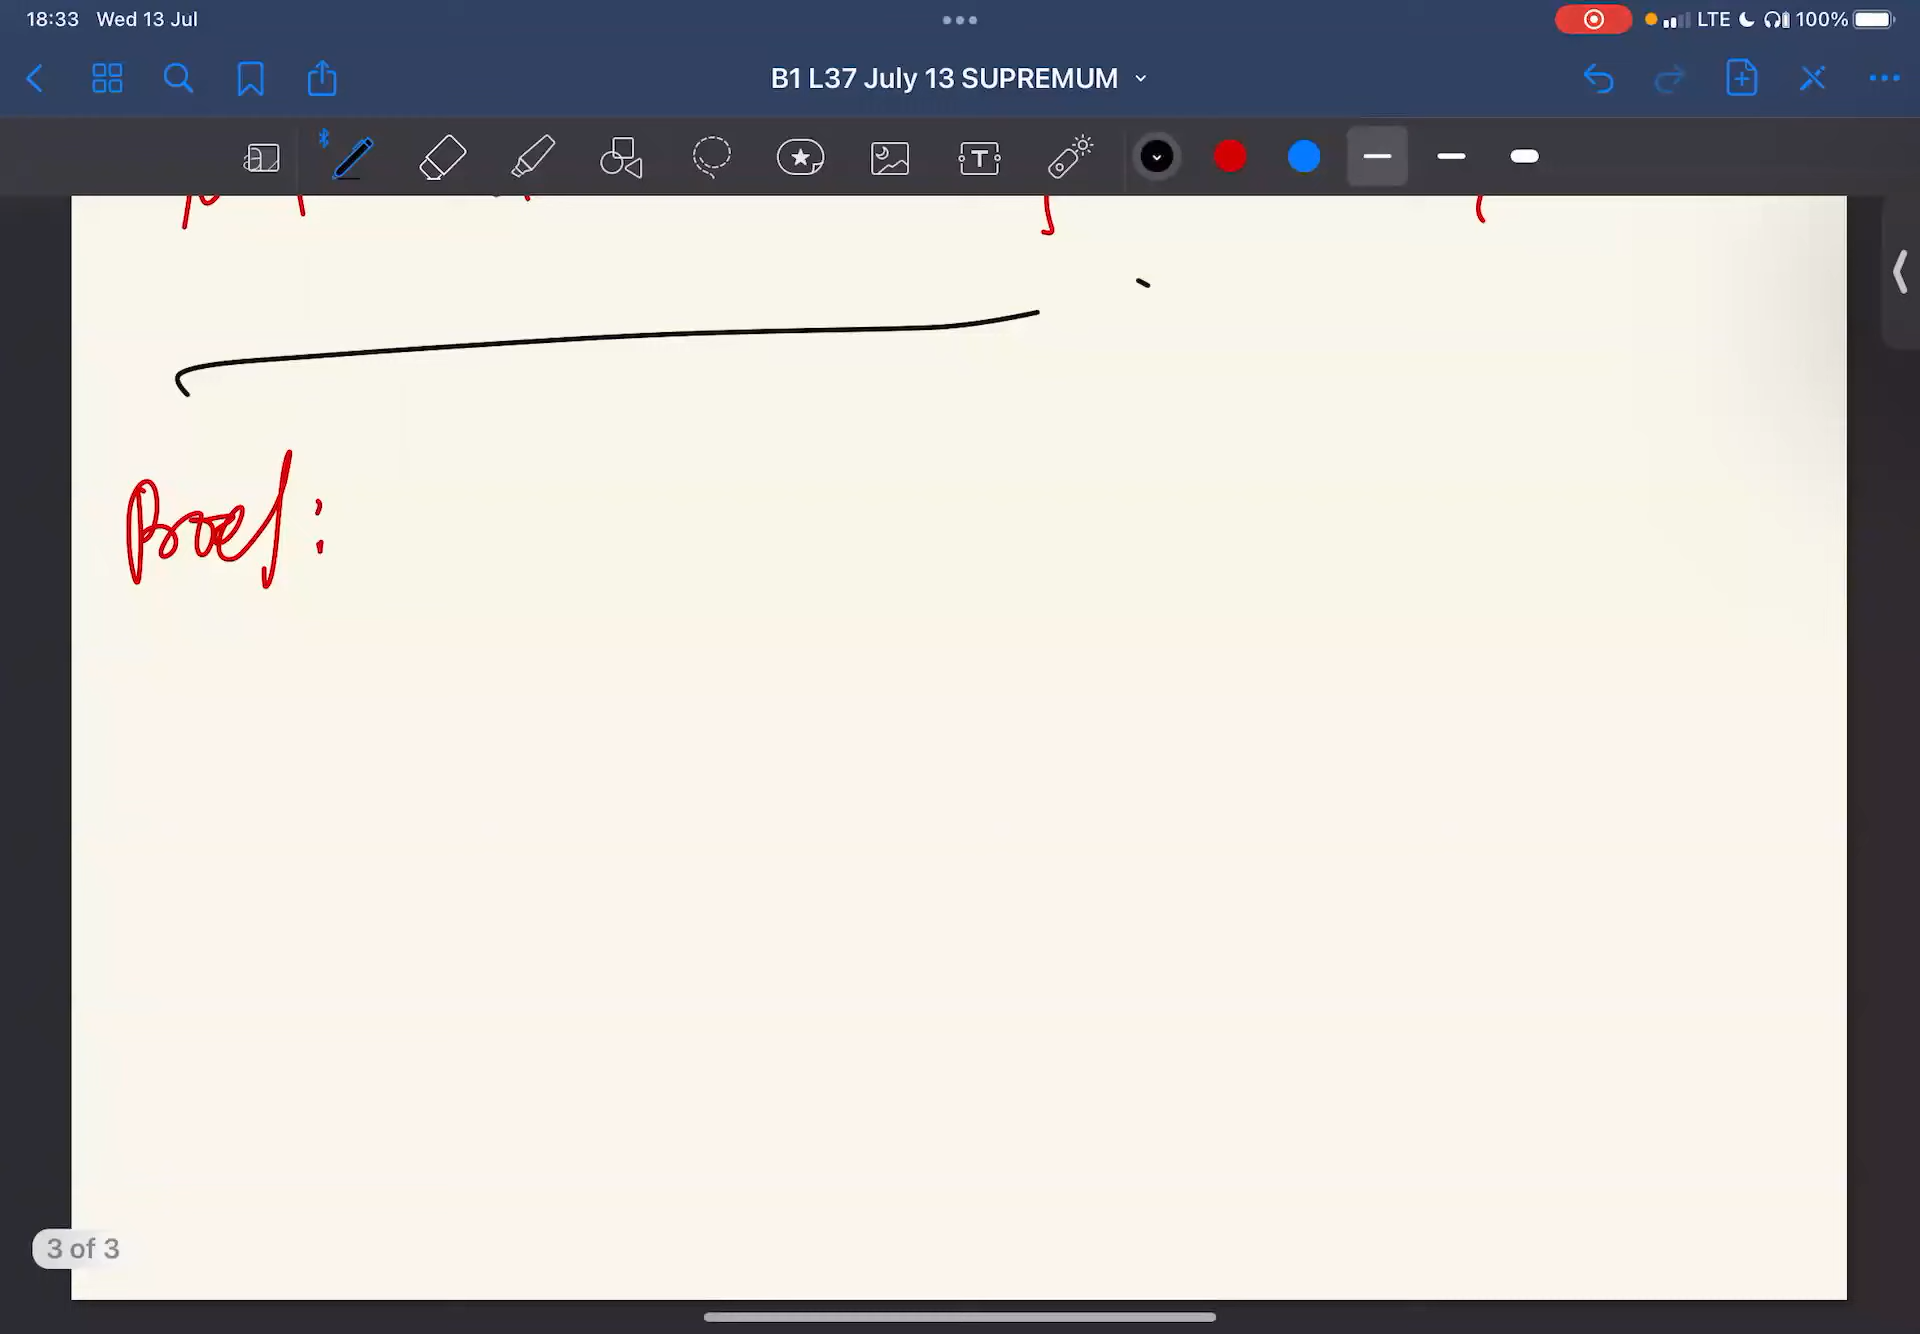 18:33 Wed 13 Jul
LTE 100%
B1 L37 July 13 SUPREMUM
T
Proof:
3 of 3